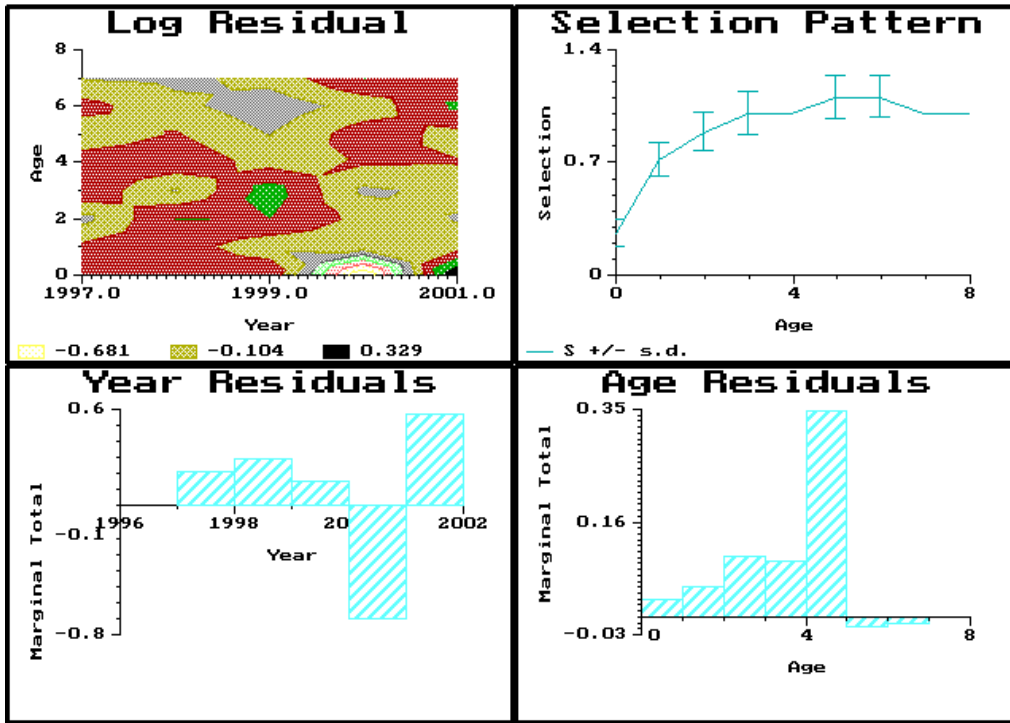 Log Residual
8
6
4
2
0
Age
1997.0 1999.0 2001.0
Year
-0.681 -0.104 0.329
Selection Pattern
1.4
0.7
0
Selection
0 4 8
Age
S +/- s.d.
Year Residuals
0.6
-0.1
-0.8
Marginal Total
1996 1998 20 2002
Year
Age Residuals
0.35
0.16
-0.03
Marginal Total
0 4 8
Age